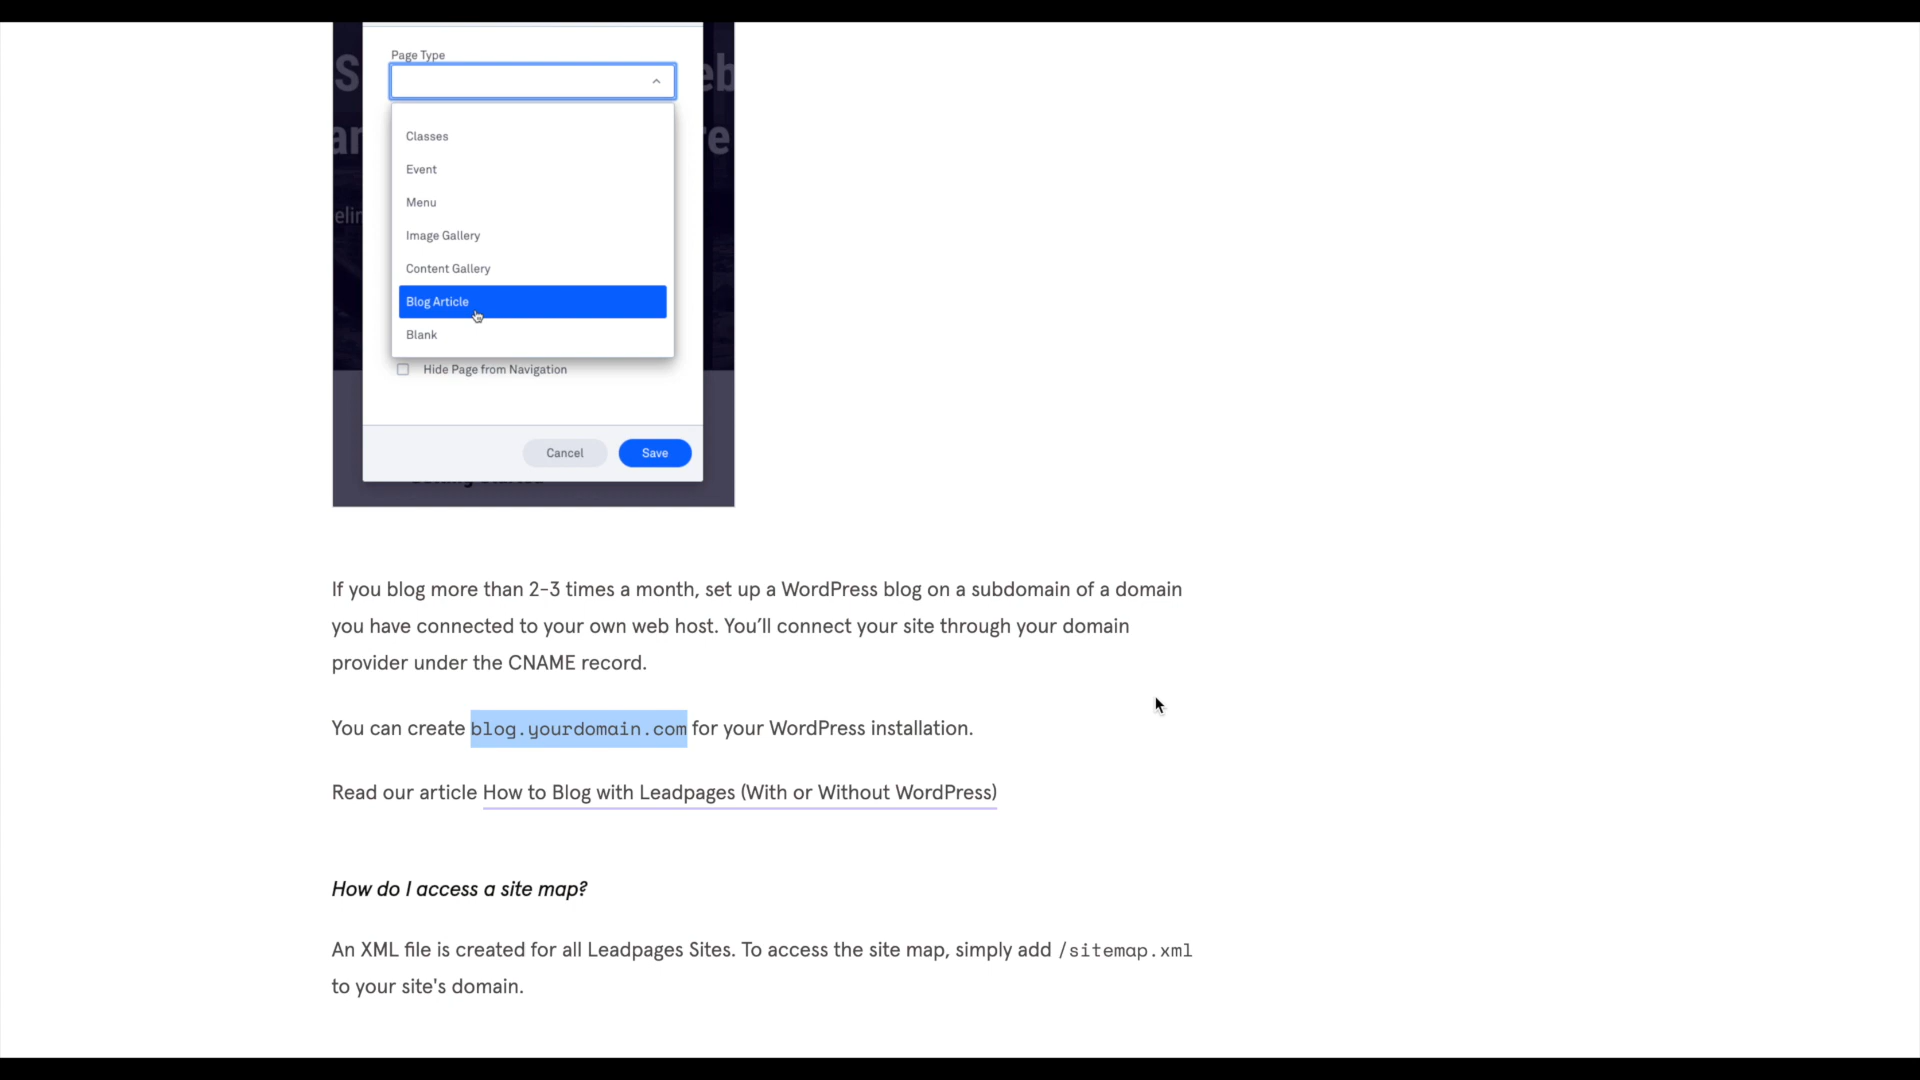 Page Type
Classes
Event
Menu
Image Gallery
Content Gallery
Blog Article
Blank
Hide Page from Navigation
Cancel
Save
If you blog more than 2-3 times a month, set up a WordPress blog on a subdomain of a domain
you have connected to your own web host. You’ll connect your site through your domain
provider under the CNAME record.
You can create blog.yourdomain.com for your WordPress installation.
Read our article How to Blog with Leadpages (With or Without WordPress)
How do I access a site map?
An XML file is created for all Leadpages Sites. To access the site map, simply add /sitemap.xml
to your site's domain.